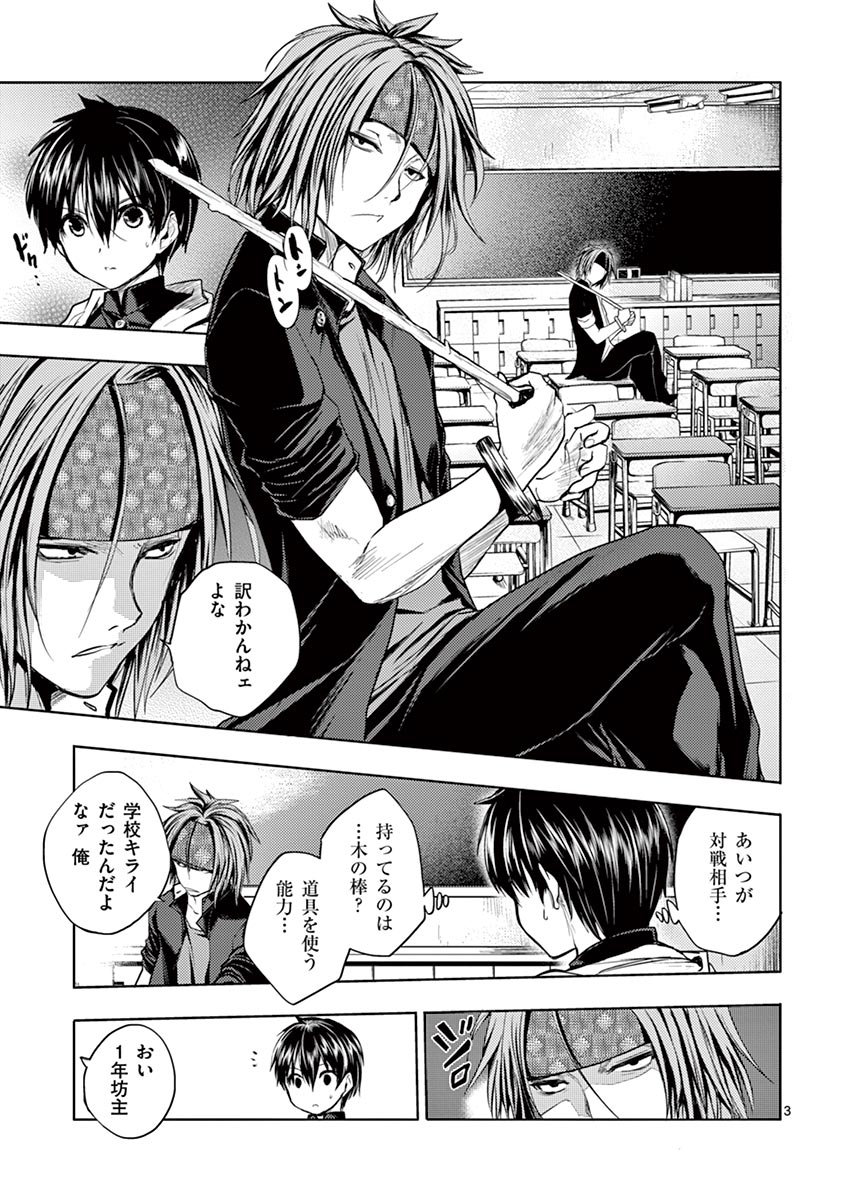 トン
トン
ドク…
訳わかんねェ
よな
あいつが
対戦相手…
持ってるのは
…木の棒?
道具を使う
能力…
学校キライ
だったんだよ
なァ 俺
ギロ
おい
1年坊主
3